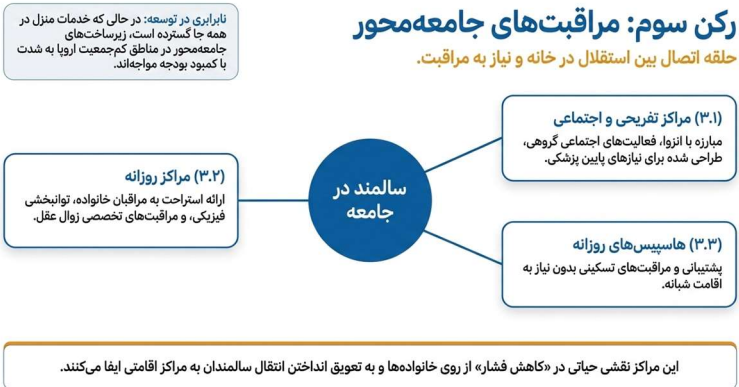 رکن سوم: مراقبت‌های جامعه‌محور
حلقه اتصال بین استقلال در خانه و نیاز به مراقبت.
نابرابری در توسعه: در حالی که خدمات منزل در
همه جا گسترده است، زیرساخت‌های
جامعه‌محور در مناطق کم‌جمعیت اروپا به شدت
با کمبود بودجه مواجه‌اند.
(۳.۱) مراکز تفریحی و اجتماعی
مبارزه با انزوا، فعالیت‌های اجتماعی گروهی،
طراحی شده برای نیازهای پایین پزشکی.
(۳.۲) مراکز روزانه
ارائه استراحت به مراقبان خانواده، توانبخشی
فیزیکی، و مراقبت‌های تخصصی زوال عقل.
سالمند در
جامعه
(۳.۳) هاسپیس‌های روزانه
پشتیبانی و مراقبت‌های تسکینی بدون نیاز به
اقامت شبانه.
این مراکز نقشی حیاتی در «کاهش فشار» از روی خانواده‌ها و به تعویق انداختن انتقال سالمندان به مراکز اقامتی ایفا می‌کنند.